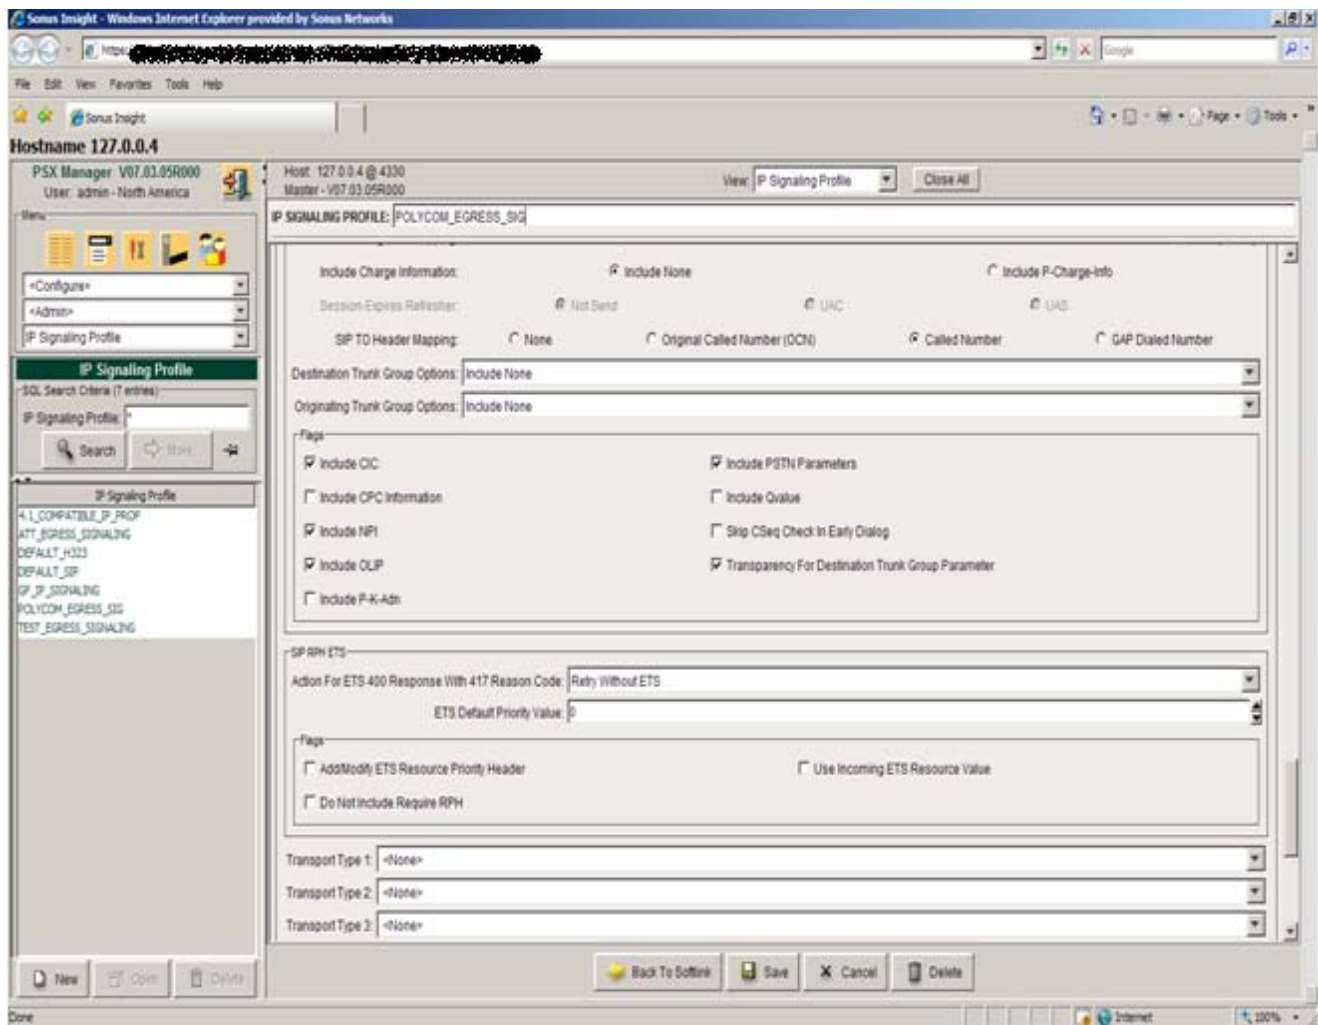 Sonus Insight - Windows Internet Explorer provided by Sonus Networks
https:
Google
File Edit View Favorites Tools Help
Sonus Insight
Page Tools
Hostname 127.0.0.4
PSX Manager V07.03.05R000
User: admin - North America
Menu
<Configure>
<Admin>
IP Signaling Profile
IP Signaling Profile
SQL Search Criteria (7 entries)
IP Signaling Profile: *
Search More
IP Signaling Profile
4.1_COMPATIBLE_IP_PROF
ATT_EGRESS_SIGNALING
DEFAULT_H323
DEFAULT_SIP
GF_IP_SIGNALING
POLYCOM_EGRESS_SIG
TEST_EGRESS_SIGNALING
New Open Delete
Host: 127.0.0.4 @ 4330
Master - V07.03.05R000
View: IP Signaling Profile Close All
IP SIGNALING PROFILE: POLYCOM_EGRESS_SIG
Include Charge Information: Include None Include P-Charge-Info
Session-Expires Refresher: Not Send UAC UAS
SIP TO Header Mapping: None Original Called Number (OCN) Called Number GAP Dialed Number
Destination Trunk Group Options: Include None
Originating Trunk Group Options: Include None
Flags
Include CIC Include PSTN Parameters
Include CPC Information Include Qvalue
Include NPI Skip CSeq Check In Early Dialog
Include OLIP Transparency For Destination Trunk Group Parameter
Include P-K-Adn
SIP RPH ETS
Action For ETS 400 Response With 417 Reason Code: Retry Without ETS
ETS Default Priority Value: 0
Flags
Add/Modify ETS Resource Priority Header Use Incoming ETS Resource Value
Do Not Include Require RPH
Transport Type 1: <None>
Transport Type 2: <None>
Transport Type 3: <None>
Back To Softlink Save Cancel Delete
Done Internet 100%